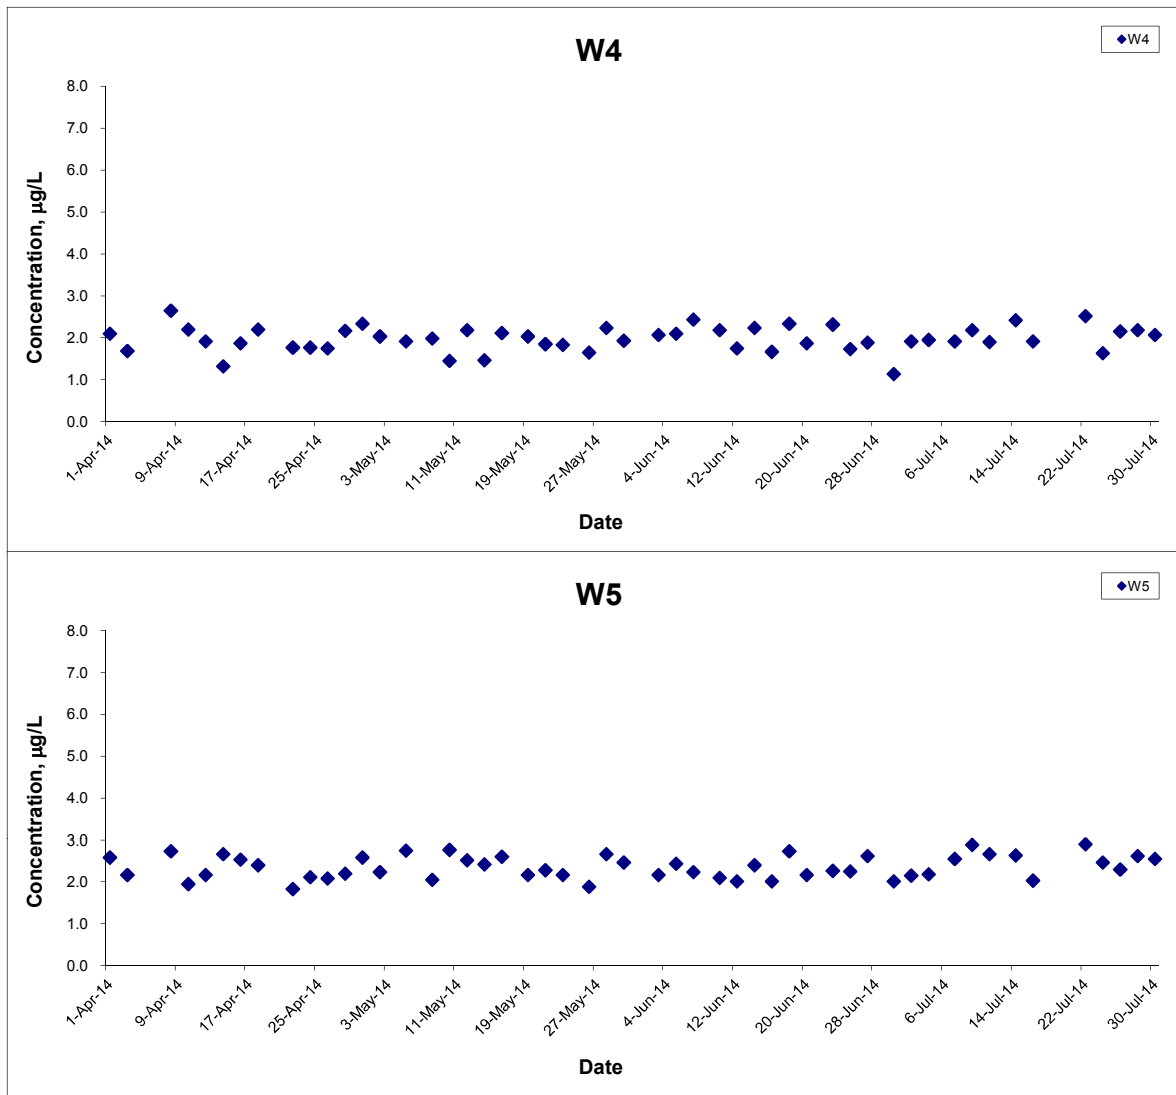 W4
W4
Concentration, µg/L
8.0
7.0
6.0
5.0
4.0
3.0
2.0
1.0
0.0
1-Apr-14
9-Apr-14
17-Apr-14
25-Apr-14
3-May-14
11-May-14
19-May-14
27-May-14
4-Jun-14
12-Jun-14
20-Jun-14
28-Jun-14
6-Jul-14
14-Jul-14
22-Jul-14
30-Jul-14
Date
W5
W5
Concentration, µg/L
8.0
7.0
6.0
5.0
4.0
3.0
2.0
1.0
0.0
1-Apr-14
9-Apr-14
17-Apr-14
25-Apr-14
3-May-14
11-May-14
19-May-14
27-May-14
4-Jun-14
12-Jun-14
20-Jun-14
28-Jun-14
6-Jul-14
14-Jul-14
22-Jul-14
30-Jul-14
Date